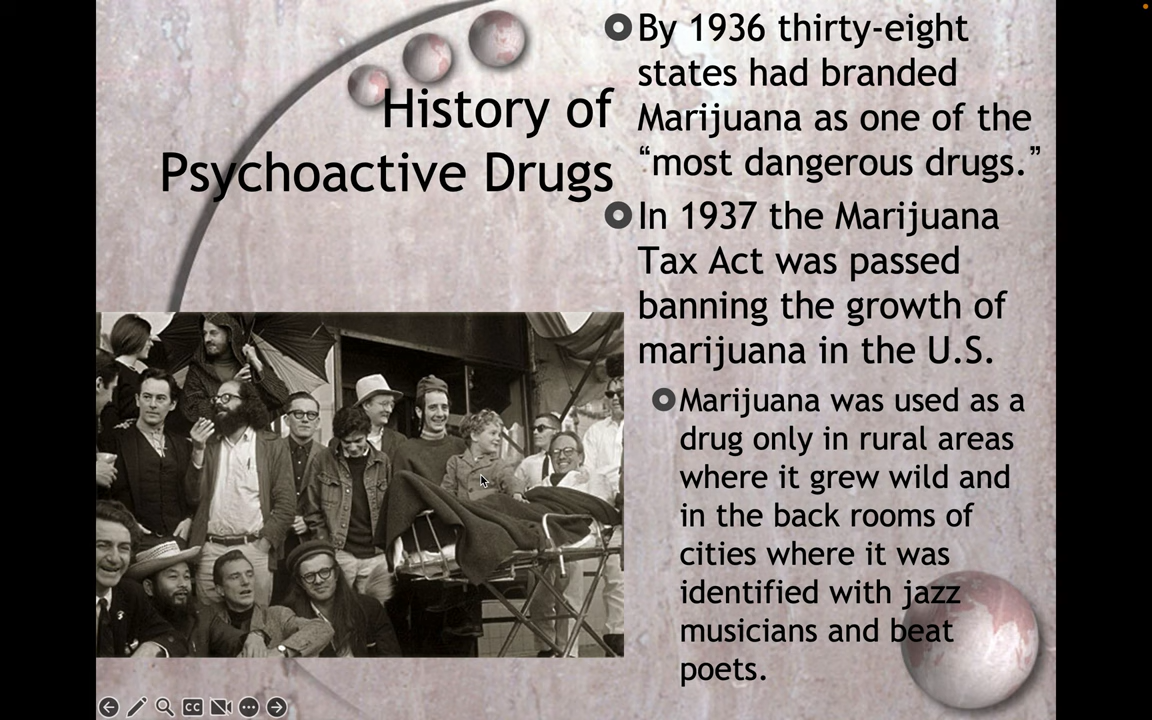 History of
Psychoactive Drugs
By 1936 thirty-eight
states had branded
Marijuana as one of the
“most dangerous drugs.”
In 1937 the Marijuana
Tax Act was passed
banning the growth of
marijuana in the U.S.
Marijuana was used as a
drug only in rural areas
where it grew wild and
in the back rooms of
cities where it was
identified with jazz
musicians and beat
poets.
CC